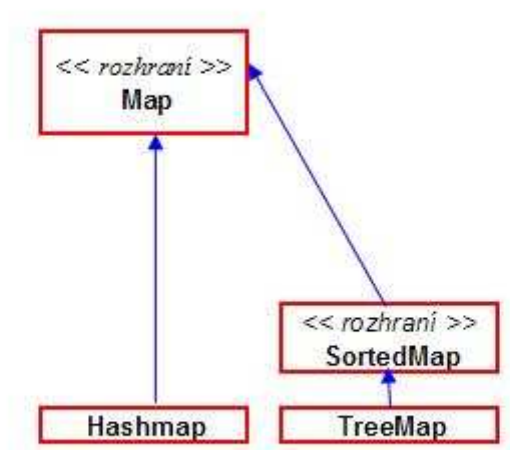 << rozhraní >>
Map
<< rozhraní >>
SortedMap
Hashmap
TreeMap